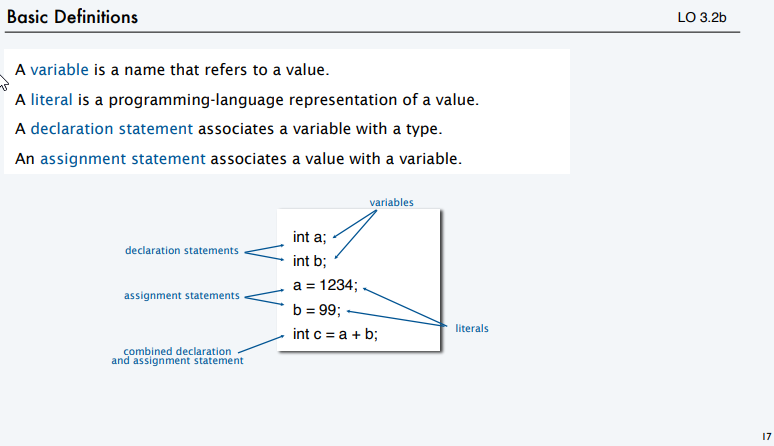 Basic Definitions
LO 3.2b
A variable is a name that refers to a value.
A literal is a programming-language representation of a value.
A declaration statement associates a variable with a type.
An assignment statement associates a value with a variable.
variables
int a;
declaration statements
int b;
a = 1234;
assignment statements
b = 99;
literals
int c = a + b;
combined declaration
and assignment statement
17